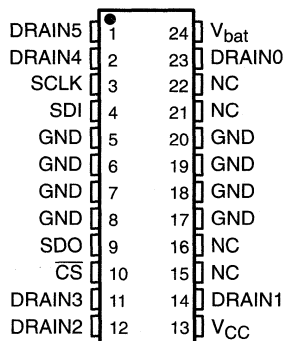 DRAIN5 1 24 Vbat
DRAIN4 2 23 DRAIN0
SCLK 3 22 NC
SDI 4 21 NC
GND 5 20 GND
GND 6 19 GND
GND 7 18 GND
GND 8 17 GND
SDO 9 16 NC
C̅S̅ 10 15 NC
DRAIN3 11 14 DRAIN1
DRAIN2 12 13 VCC